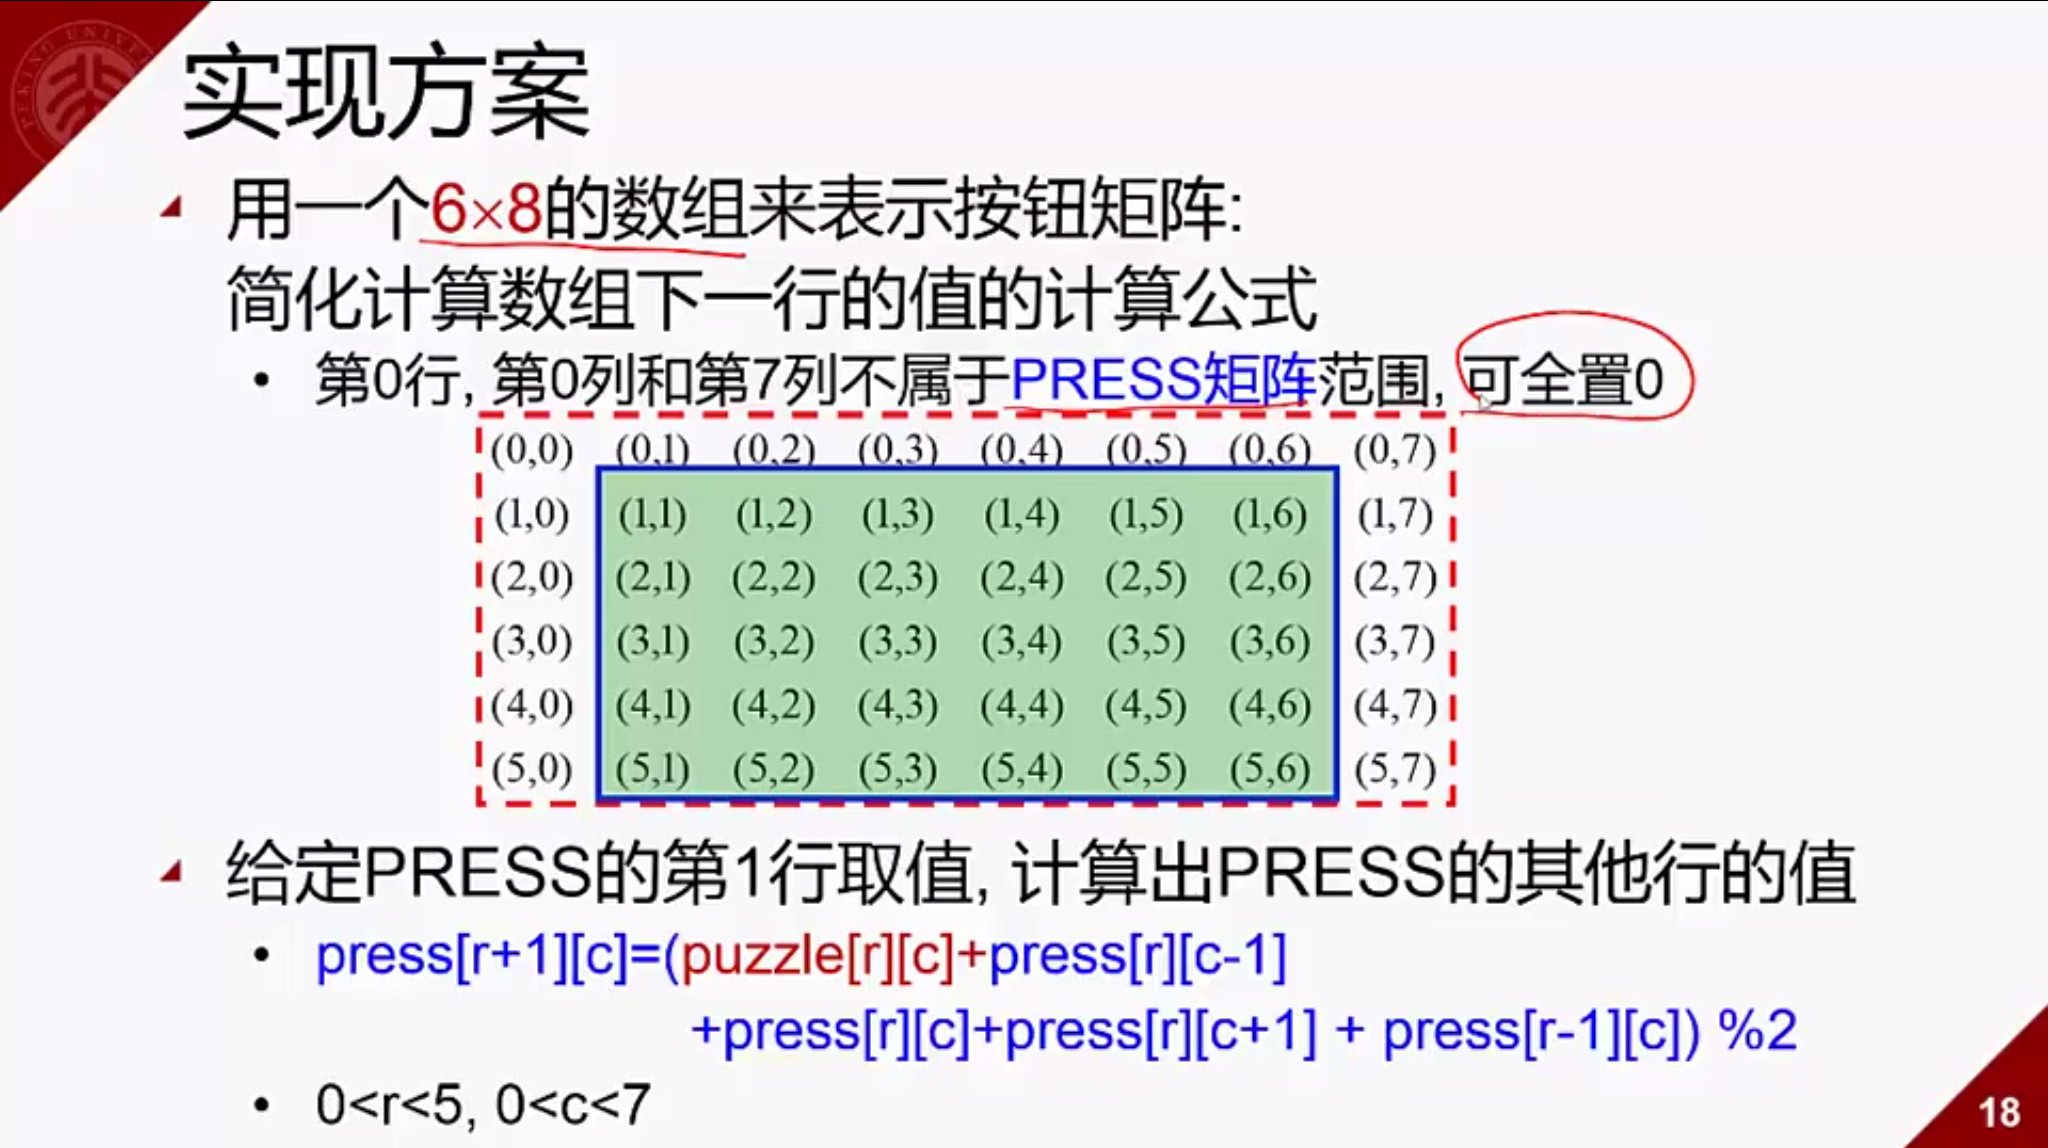 实现方案
用一个6×8的数组来表示按钮矩阵:
简化计算数组下一行的值的计算公式
• 第0行, 第0列和第7列不属于PRESS矩阵范围, 可全置0
(0,0) (0,1) (0,2) (0,3) (0,4) (0,5) (0,6) (0,7)
(1,0) (1,1) (1,2) (1,3) (1,4) (1,5) (1,6) (1,7)
(2,0) (2,1) (2,2) (2,3) (2,4) (2,5) (2,6) (2,7)
(3,0) (3,1) (3,2) (3,3) (3,4) (3,5) (3,6) (3,7)
(4,0) (4,1) (4,2) (4,3) (4,4) (4,5) (4,6) (4,7)
(5,0) (5,1) (5,2) (5,3) (5,4) (5,5) (5,6) (5,7)
给定PRESS的第1行取值, 计算出PRESS的其他行的值
• press[r+1][c]=(puzzle[r][c]+press[r][c-1]
+press[r][c]+press[r][c+1] + press[r-1][c]) %2
• 0<r<5, 0<c<7
18